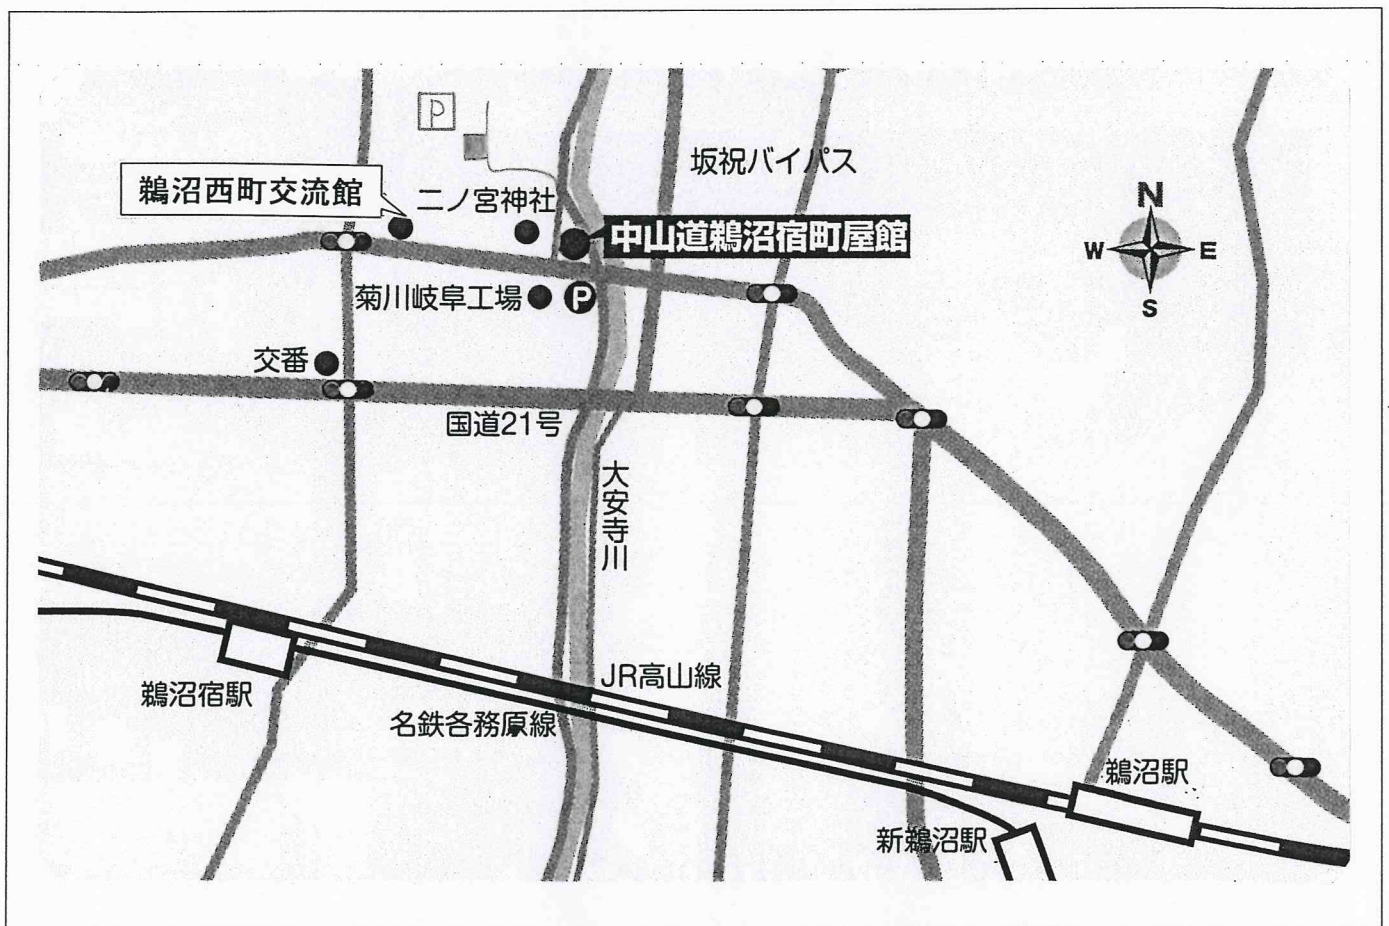 P
坂祝バイパス
鵜沼西町交流館
二ノ宮神社
中山道鵜沼宿町屋館
N
W
E
S
菊川岐阜工場
P
交番
国道21号
大安寺川
JR高山線
鵜沼宿駅
名鉄各務原線
鵜沼駅
新鵜沼駅